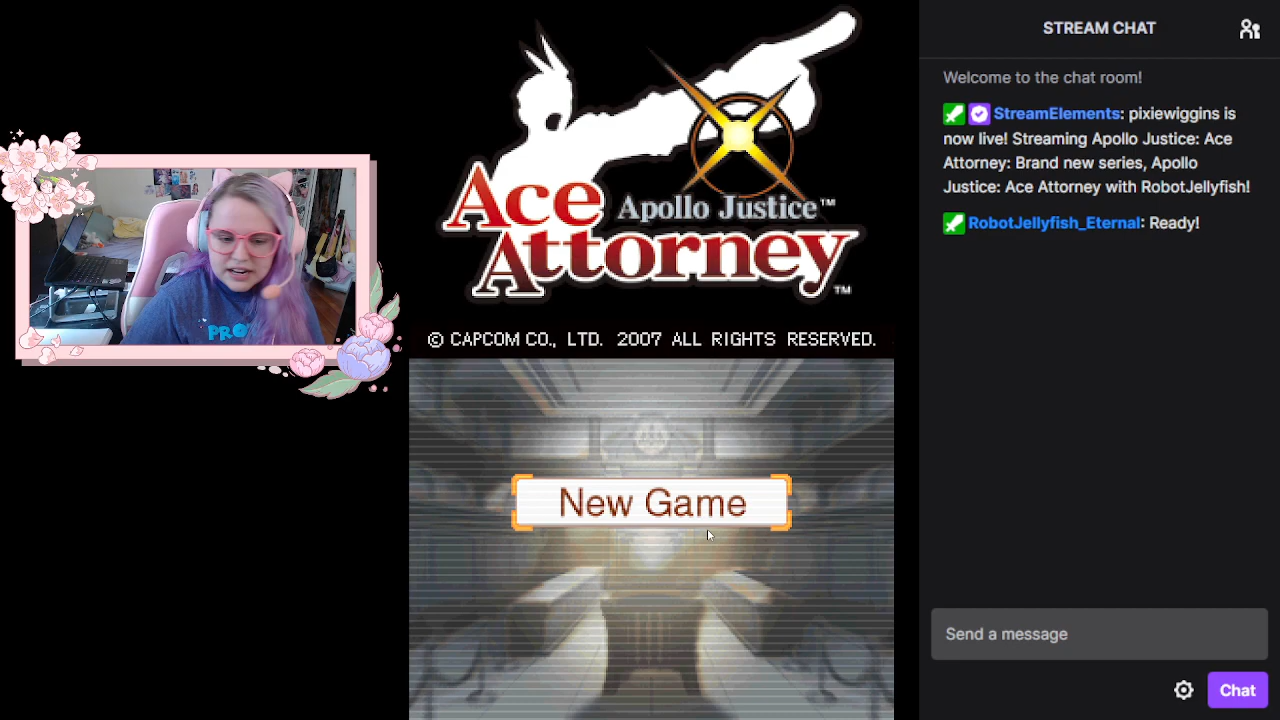 Ace
Apollo Justice™
Attorney™
© CAPCOM CO., LTD. 2007 ALL RIGHTS RESERVED.
New Game
PRO
STREAM CHAT
Welcome to the chat room!
StreamElements: pixiewiggins is
now live! Streaming Apollo Justice: Ace
Attorney: Brand new series, Apollo
Justice: Ace Attorney with RobotJellyfish!
RobotJellyfish_Eternal: Ready!
Send a message
Chat